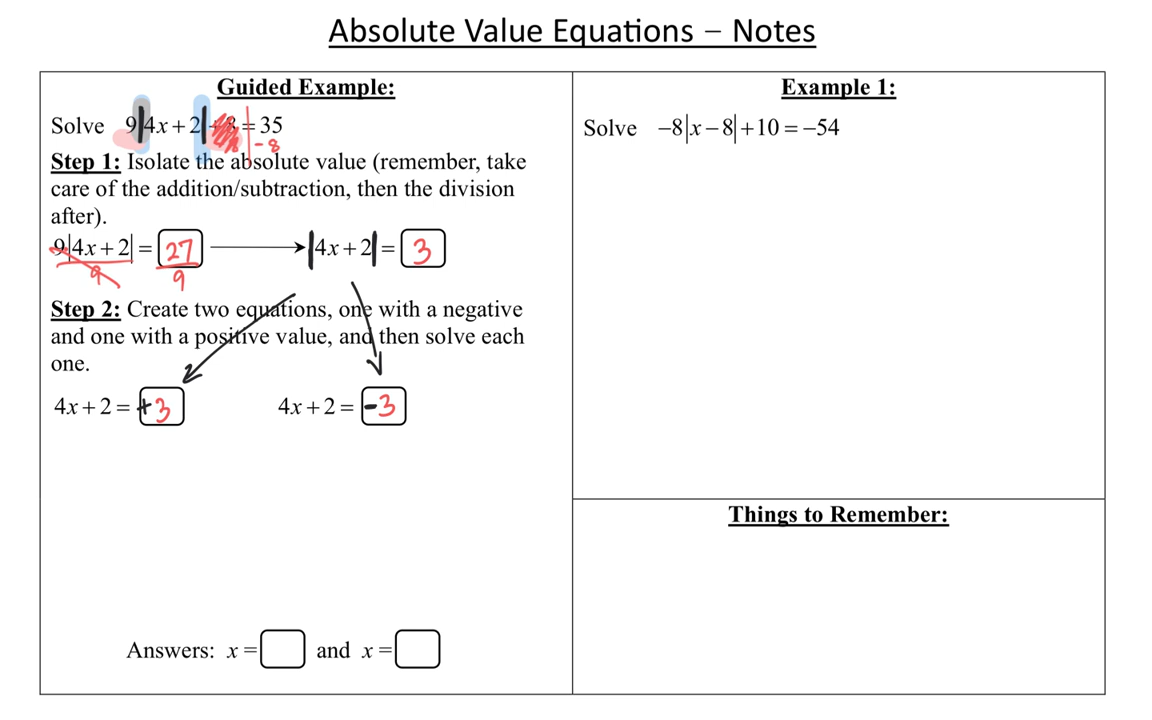 Absolute Value Equations – Notes
Guided Example:
Solve 9|4x+2|+8=35
-8
Step 1: Isolate the absolute value (remember, take
care of the addition/subtraction, then the division
after).
9|4x+2| = 27 |4x+2| = 3
9 9
Step 2: Create two equations, one with a negative
and one with a positive value, and then solve each
one.
4x+2 = +3 4x+2 = -3
Answers: x = and x =
Example 1:
Solve −8|x−8|+10=−54
Things to Remember: